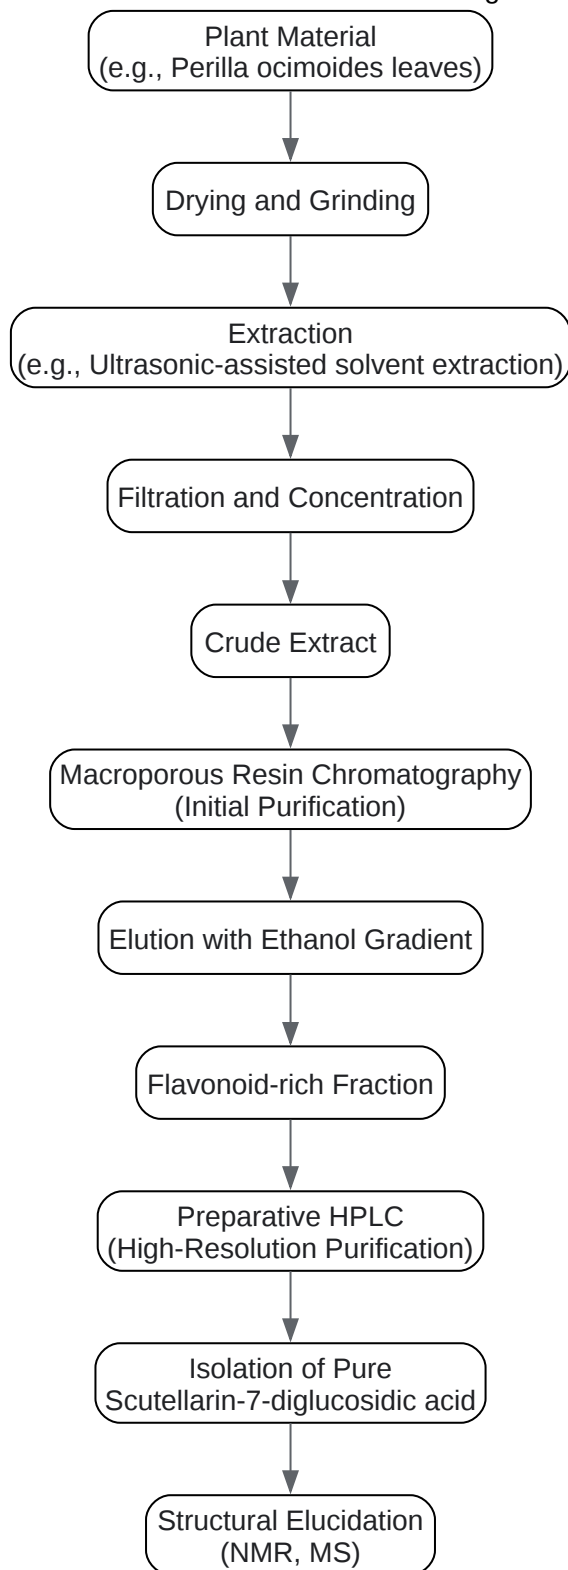 Plant Material
(e.g., Perilla ocimoides leaves)
Drying and Grinding
Extraction
(e.g., Ultrasonic-assisted solvent extraction)
Filtration and Concentration
Crude Extract
Macroporous Resin Chromatography
(Initial Purification)
Elution with Ethanol Gradient
Flavonoid-rich Fraction
Preparative HPLC
(High-Resolution Purification)
Isolation of Pure
Scutellarin-7-diglucosidic acid
Structural Elucidation
(NMR, MS)